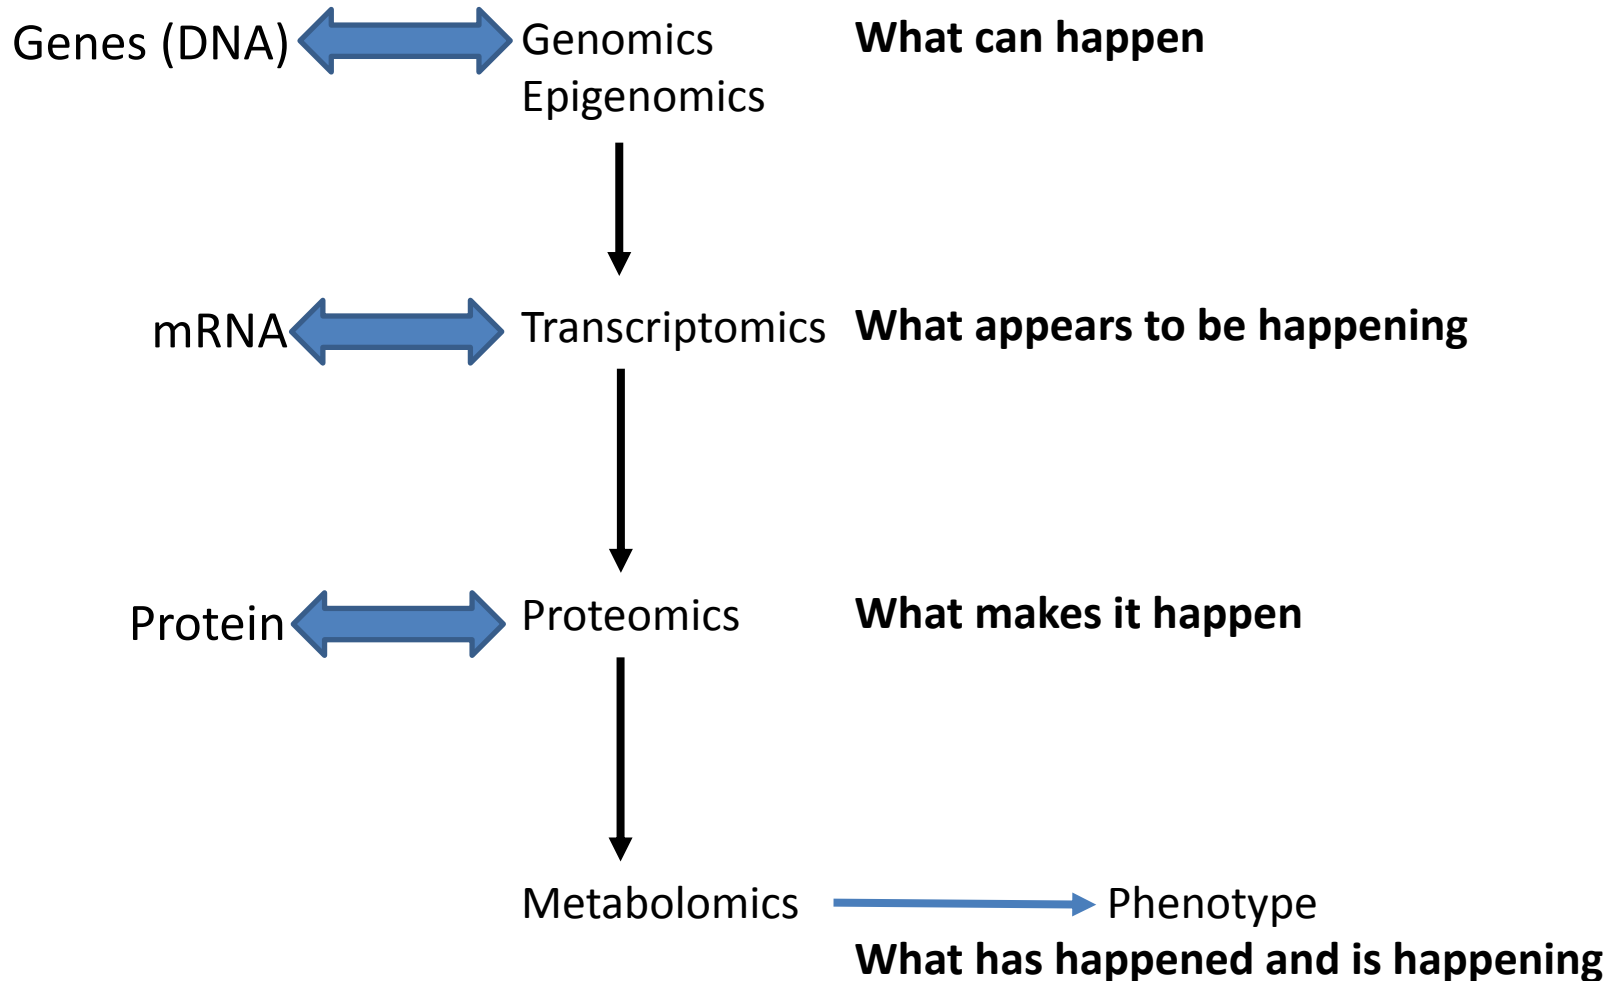 Genes (DNA) Genomics What can happen
Epigenomics
mRNA Transcriptomics What appears to be happening
Protein Proteomics What makes it happen
Metabolomics Phenotype
What has happened and is happening